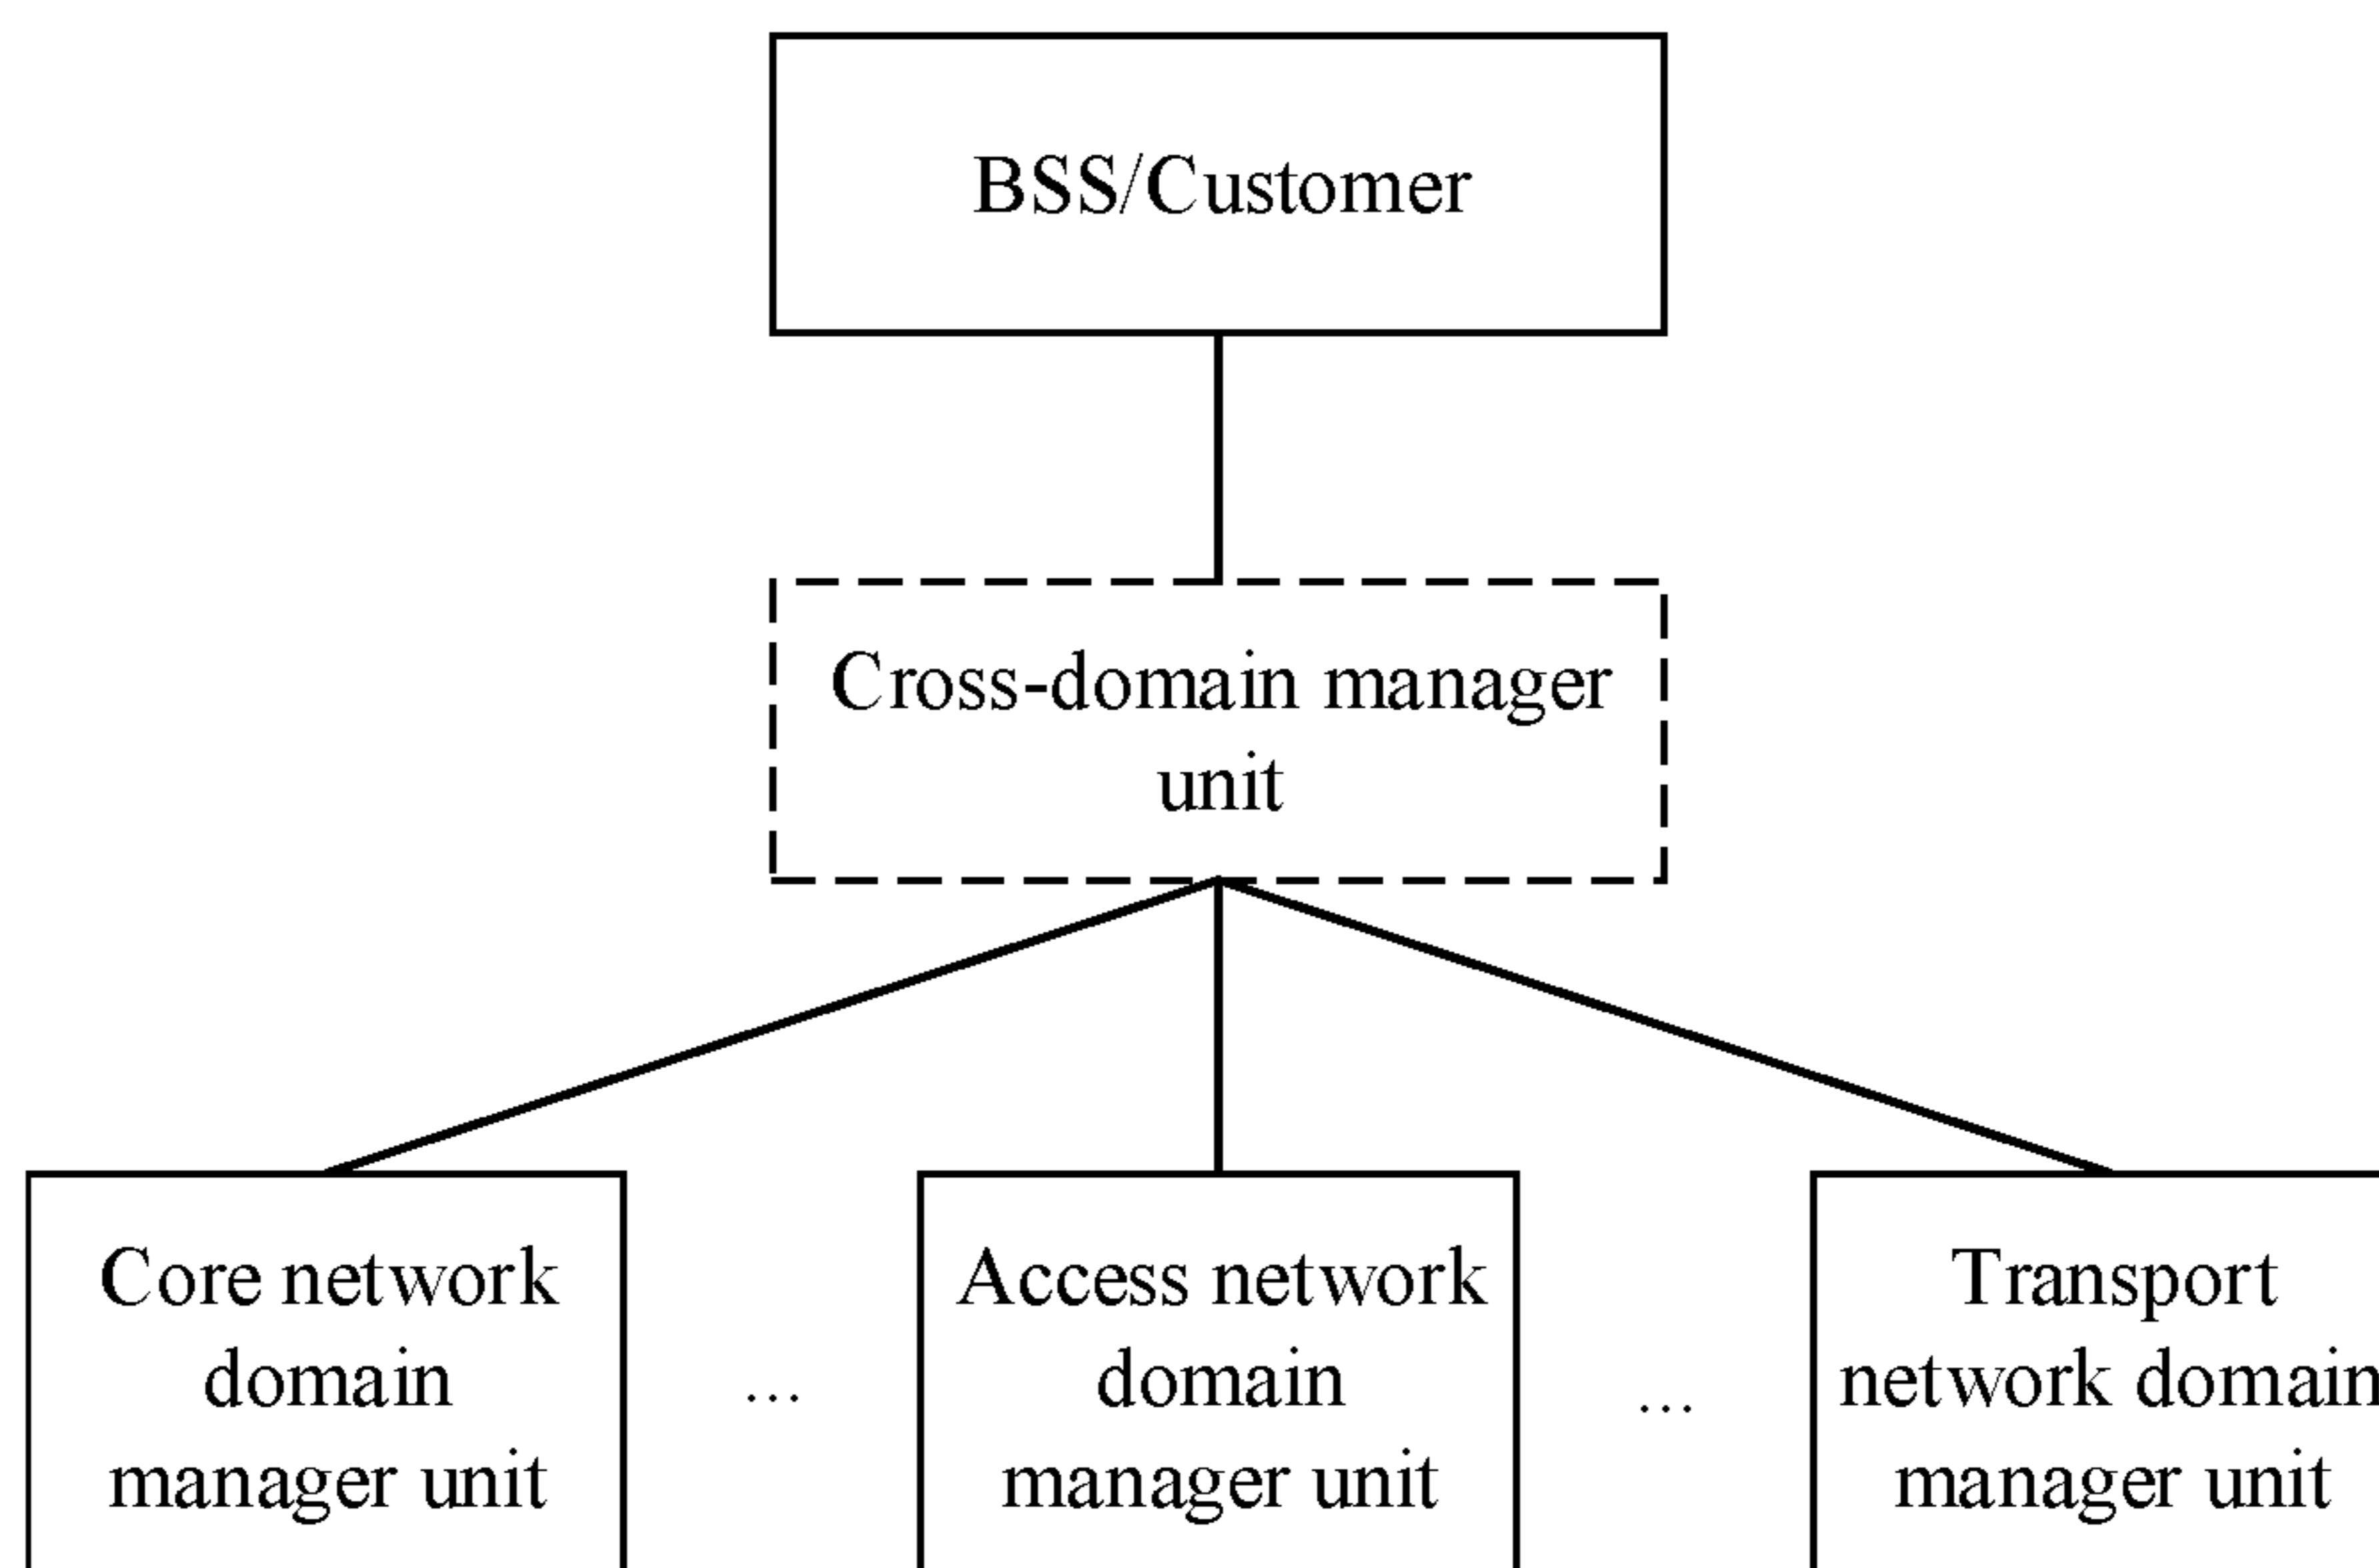 BSS/Customer
Cross-domain manager
unit
Core network
domain
manager unit
...
Access network
domain
manager unit
...
Transport
network domain
manager unit